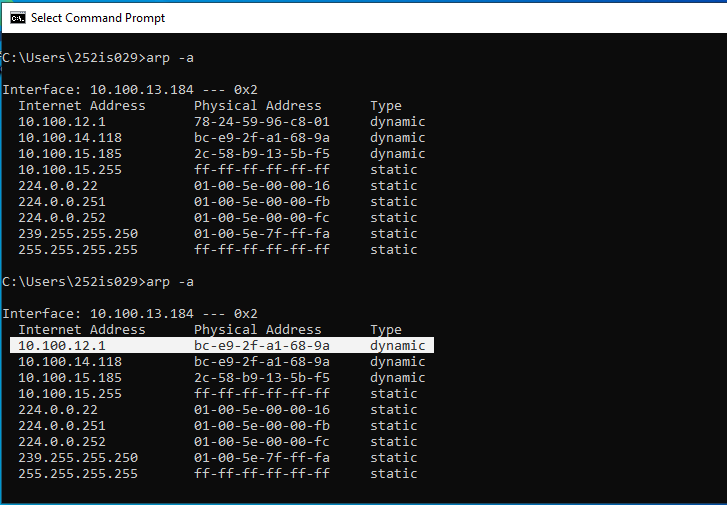 Select Command Prompt
C:\Users\252is029>arp -a
Interface: 10.100.13.184 --- 0x2
Internet Address Physical Address Type
10.100.12.1 78-24-59-96-c8-01 dynamic
10.100.14.118 bc-e9-2f-a1-68-9a dynamic
10.100.15.185 2c-58-b9-13-5b-f5 dynamic
10.100.15.255 ff-ff-ff-ff-ff-ff static
224.0.0.22 01-00-5e-00-00-16 static
224.0.0.251 01-00-5e-00-00-fb static
224.0.0.252 01-00-5e-00-00-fc static
239.255.255.250 01-00-5e-7f-ff-fa static
255.255.255.255 ff-ff-ff-ff-ff-ff static
C:\Users\252is029>arp -a
Interface: 10.100.13.184 --- 0x2
Internet Address Physical Address Type
10.100.12.1 bc-e9-2f-a1-68-9a dynamic
10.100.14.118 bc-e9-2f-a1-68-9a dynamic
10.100.15.185 2c-58-b9-13-5b-f5 dynamic
10.100.15.255 ff-ff-ff-ff-ff-ff static
224.0.0.22 01-00-5e-00-00-16 static
224.0.0.251 01-00-5e-00-00-fb static
224.0.0.252 01-00-5e-00-00-fc static
239.255.255.250 01-00-5e-7f-ff-fa static
255.255.255.255 ff-ff-ff-ff-ff-ff static